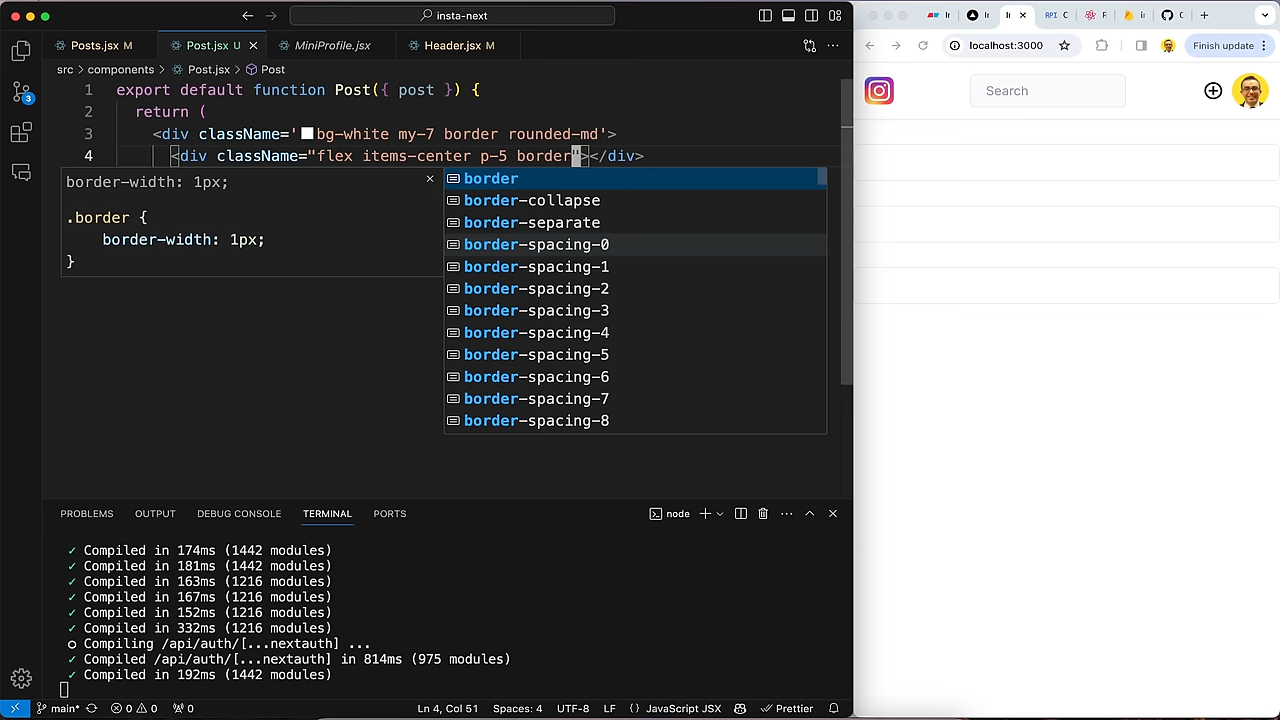 insta-next
Posts.jsx M
Post.jsx U
MiniProfile.jsx
Header.jsx M
src > components > Post.jsx > Post
1 export default function Post({ post }) {
2 return (
3 <div className='bg-white my-7 border rounded-md'>
4 <div className="flex items-center p-5 border"></div>
border-width: 1px;
.border {
border-width: 1px;
}
border
border-collapse
border-separate
border-spacing-0
border-spacing-1
border-spacing-2
border-spacing-3
border-spacing-4
border-spacing-5
border-spacing-6
border-spacing-7
border-spacing-8
3
PROBLEMS
OUTPUT
DEBUG CONSOLE
TERMINAL
PORTS
node
✓ Compiled in 174ms (1442 modules)
✓ Compiled in 181ms (1442 modules)
✓ Compiled in 163ms (1216 modules)
✓ Compiled in 167ms (1216 modules)
✓ Compiled in 152ms (1216 modules)
✓ Compiled in 332ms (1216 modules)
○ Compiling /api/auth/[...nextauth] ...
✓ Compiled /api/auth/[...nextauth] in 814ms (975 modules)
✓ Compiled in 192ms (1442 modules)
main*
0 0
0
Ln 4, Col 51
Spaces: 4
UTF-8
LF
{} JavaScript JSX
Prettier
API C
localhost:3000
Finish update
Search